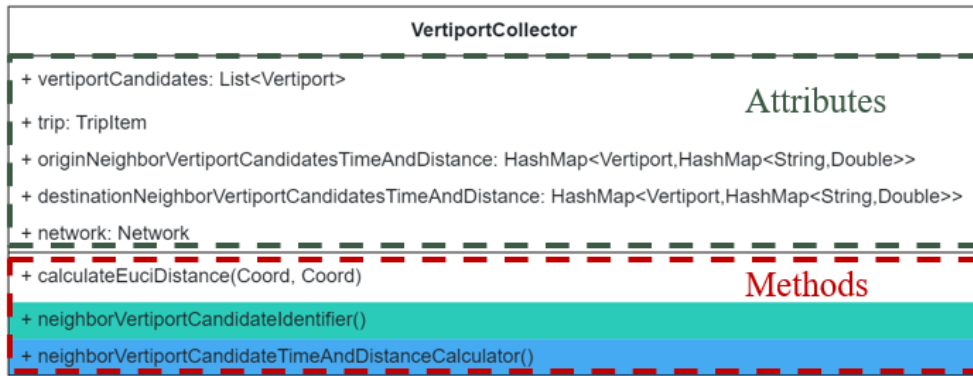 VertiportCollector
+ vertiportCandidates: List<Vertiport>
Attributes
+ trip: TripItem
+ originNeighborVertiportCandidatesTimeAndDistance: HashMap<Vertiport,HashMap<String,Double>>
+ destinationNeighborVertiportCandidatesTimeAndDistance: HashMap<Vertiport,HashMap<String,Double>>
+ network: Network
+ calculateEuciDistance(Coord, Coord)
Methods
+ neighborVertiportCandidateIdentifier()
+ neighborVertiportCandidateTimeAndDistanceCalculator()